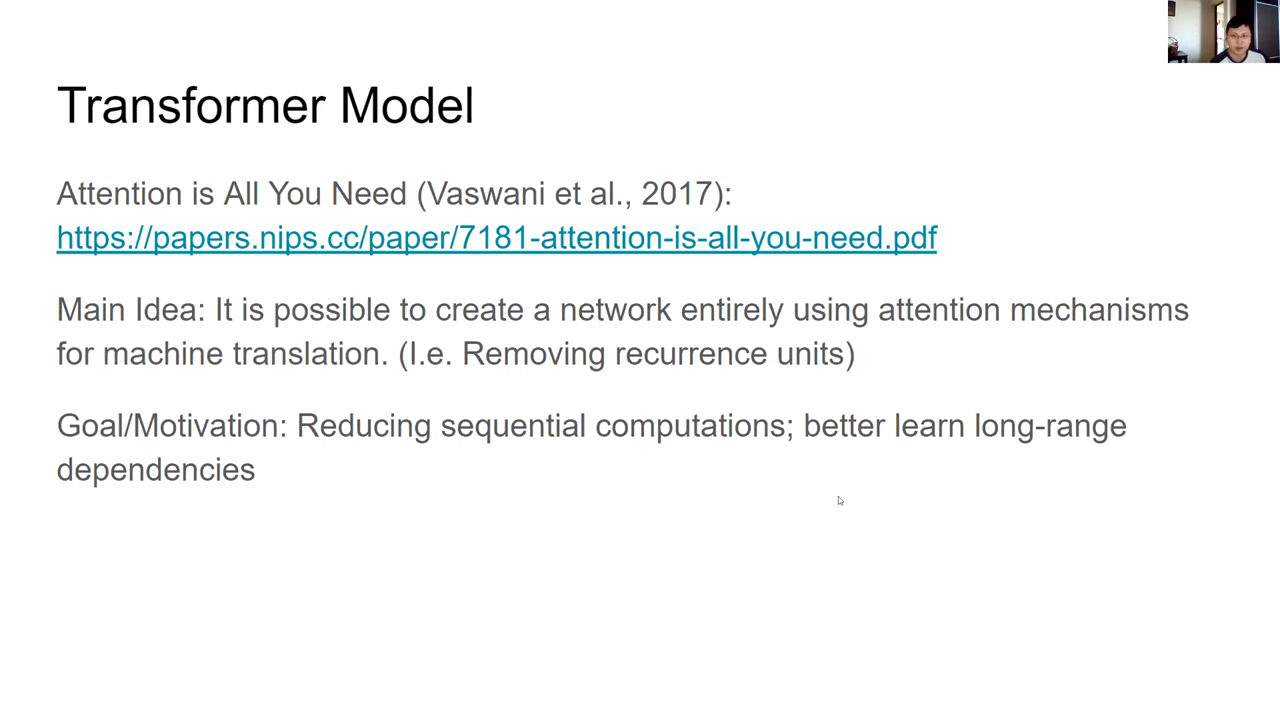 Transformer Model
Attention is All You Need (Vaswani et al., 2017):
https://papers.nips.cc/paper/7181-attention-is-all-you-need.pdf
Main Idea: It is possible to create a network entirely using attention mechanisms
for machine translation. (I.e. Removing recurrence units)
Goal/Motivation: Reducing sequential computations; better learn long-range
dependencies